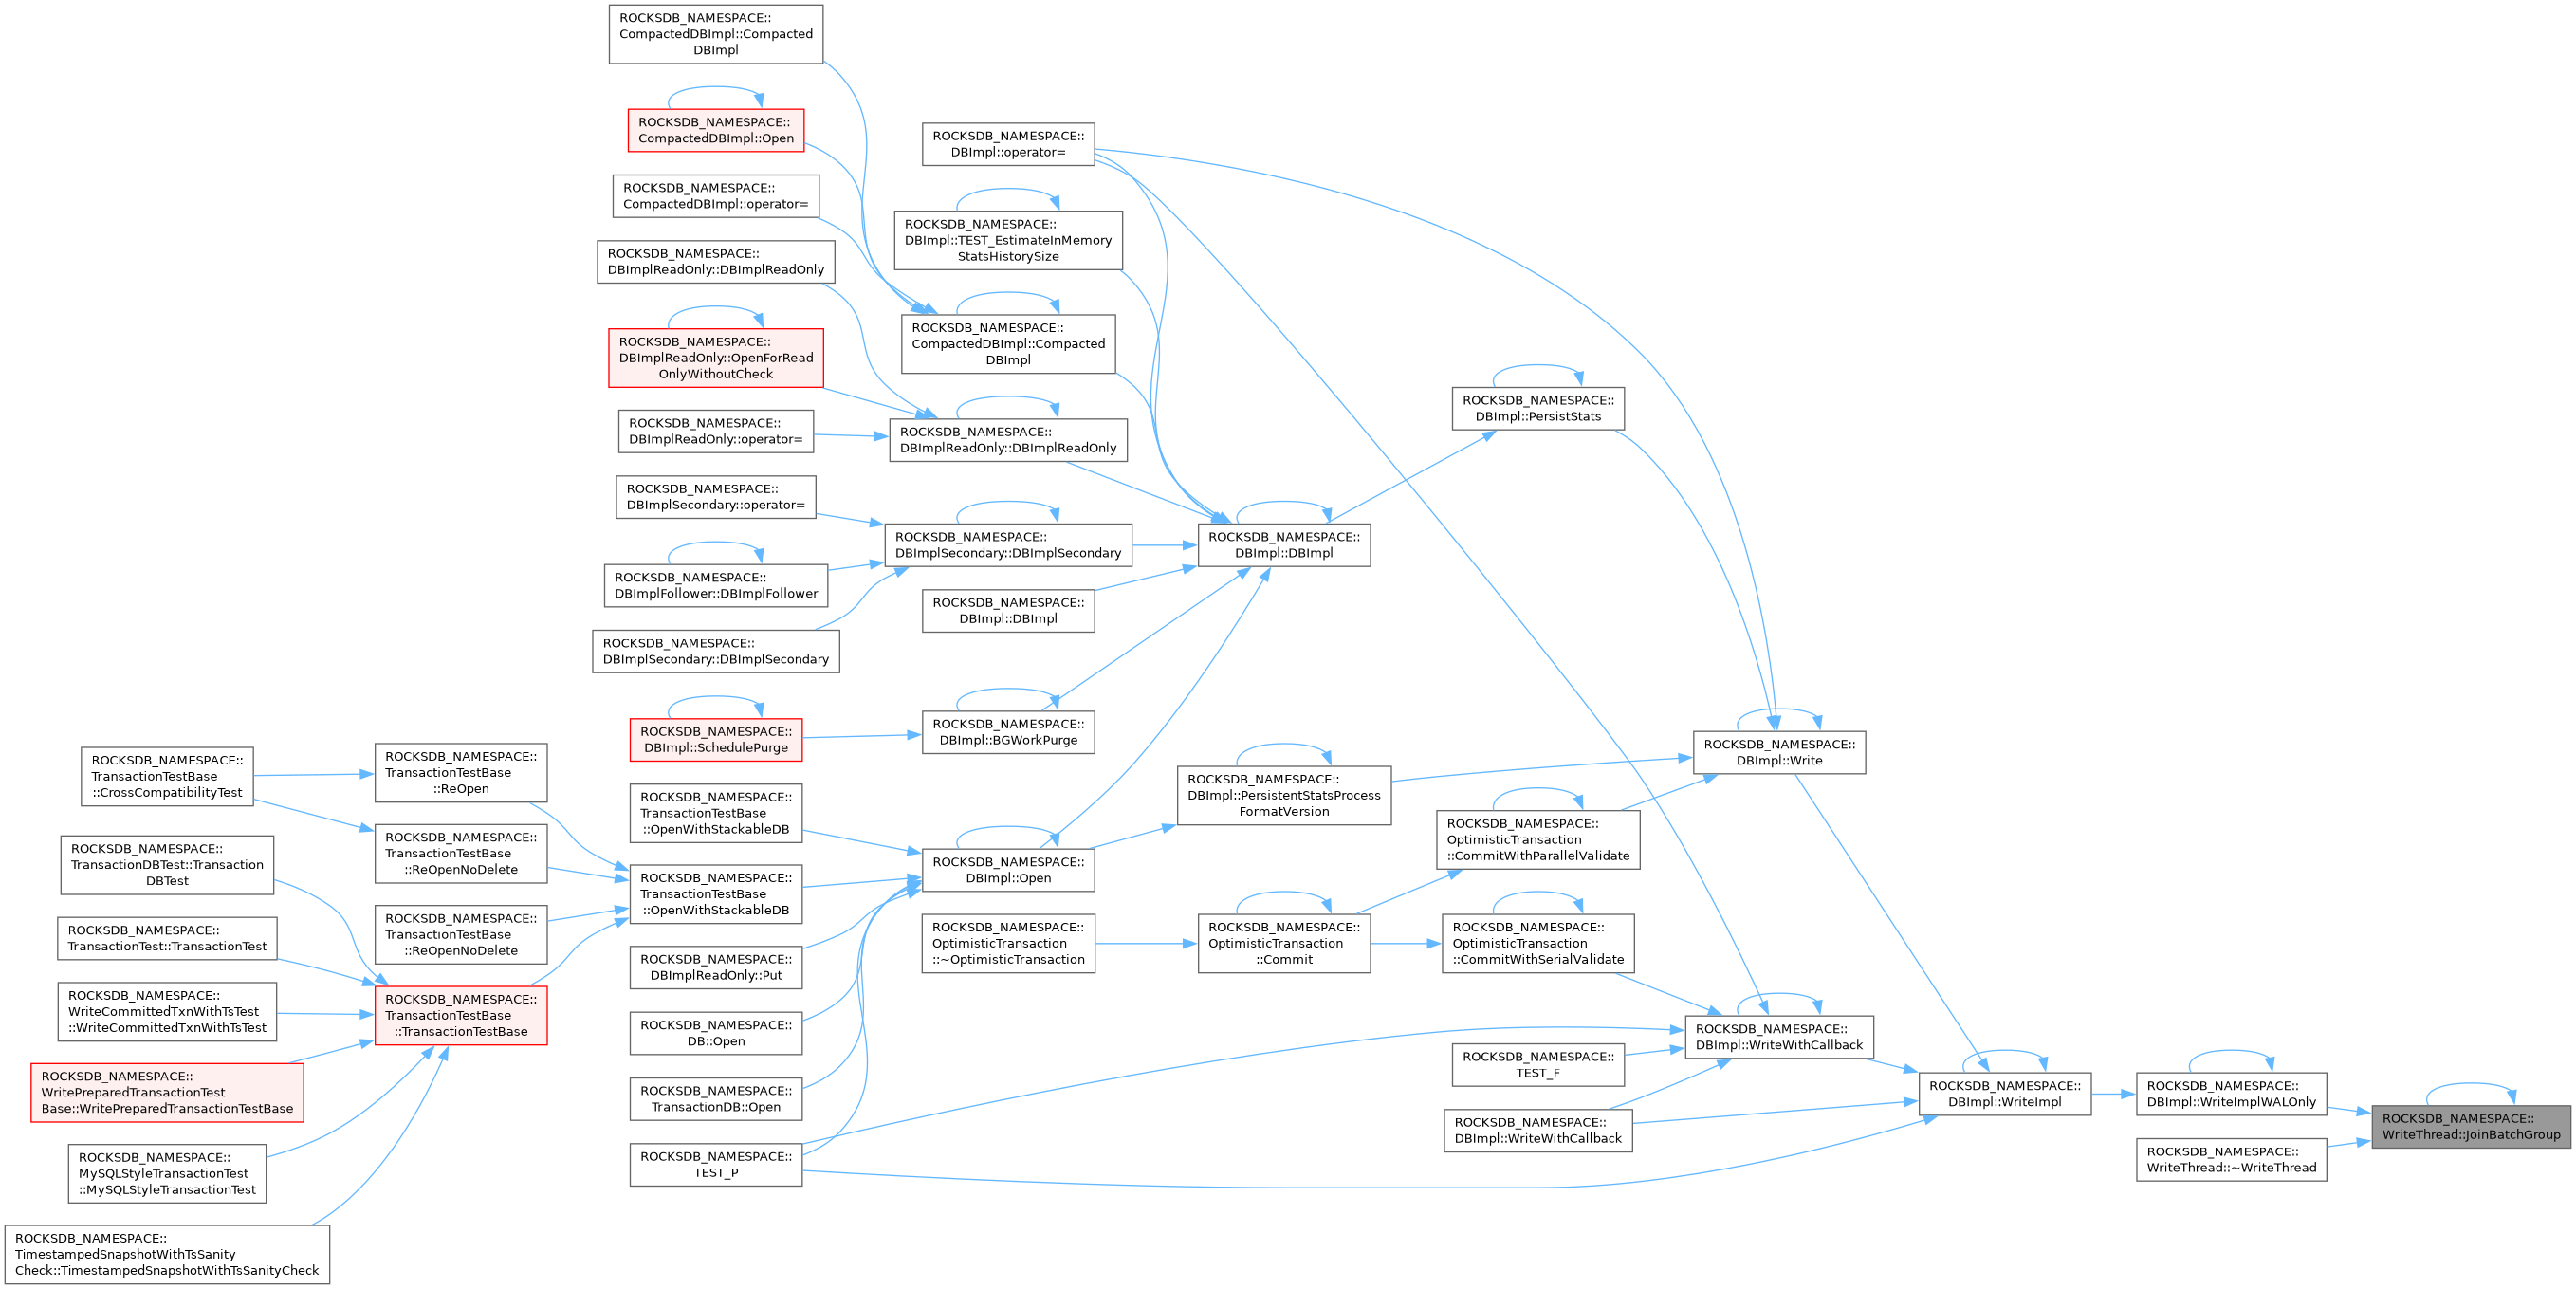 ROCKSDB_NAMESPACE::
CompactedDBImpl::Compacted
DBImpl
ROCKSDB_NAMESPACE::
CompactedDBImpl::Open
ROCKSDB_NAMESPACE::
CompactedDBImpl::operator=
ROCKSDB_NAMESPACE::
DBImplReadOnly::DBImplReadOnly
ROCKSDB_NAMESPACE::
DBImplReadOnly::OpenForRead
OnlyWithoutCheck
ROCKSDB_NAMESPACE::
DBImplReadOnly::operator=
ROCKSDB_NAMESPACE::
DBImplSecondary::operator=
ROCKSDB_NAMESPACE::
DBImplFollower::DBImplFollower
ROCKSDB_NAMESPACE::
DBImplSecondary::DBImplSecondary
ROCKSDB_NAMESPACE::
DBImpl::SchedulePurge
ROCKSDB_NAMESPACE::
TransactionTestBase
::OpenWithStackableDB
ROCKSDB_NAMESPACE::
TransactionTestBase
::OpenWithStackableDB
ROCKSDB_NAMESPACE::
DBImplReadOnly::Put
ROCKSDB_NAMESPACE::
DB::Open
ROCKSDB_NAMESPACE::
TransactionDB::Open
ROCKSDB_NAMESPACE::
TEST_P
ROCKSDB_NAMESPACE::
TransactionTestBase
::CrossCompatibilityTest
ROCKSDB_NAMESPACE::
TransactionDBTest::Transaction
DBTest
ROCKSDB_NAMESPACE::
TransactionTest::TransactionTest
ROCKSDB_NAMESPACE::
WriteCommittedTxnWithTsTest
::WriteCommittedTxnWithTsTest
ROCKSDB_NAMESPACE::
WritePreparedTransactionTest
Base::WritePreparedTransactionTestBase
ROCKSDB_NAMESPACE::
MySQLStyleTransactionTest
::MySQLStyleTransactionTest
ROCKSDB_NAMESPACE::
TimestampedSnapshotWithTsSanity
Check::TimestampedSnapshotWithTsSanityCheck
ROCKSDB_NAMESPACE::
TransactionTestBase
::ReOpen
ROCKSDB_NAMESPACE::
TransactionTestBase
::ReOpenNoDelete
ROCKSDB_NAMESPACE::
TransactionTestBase
::ReOpenNoDelete
ROCKSDB_NAMESPACE::
TransactionTestBase
::TransactionTestBase
ROCKSDB_NAMESPACE::
DBImpl::operator=
ROCKSDB_NAMESPACE::
DBImpl::TEST_EstimateInMemory
StatsHistorySize
ROCKSDB_NAMESPACE::
CompactedDBImpl::Compacted
DBImpl
ROCKSDB_NAMESPACE::
DBImplReadOnly::DBImplReadOnly
ROCKSDB_NAMESPACE::
DBImplSecondary::DBImplSecondary
ROCKSDB_NAMESPACE::
DBImpl::DBImpl
ROCKSDB_NAMESPACE::
DBImpl::BGWorkPurge
ROCKSDB_NAMESPACE::
DBImpl::Open
ROCKSDB_NAMESPACE::
OptimisticTransaction
::~OptimisticTransaction
ROCKSDB_NAMESPACE::
DBImpl::DBImpl
ROCKSDB_NAMESPACE::
DBImpl::PersistentStatsProcess
FormatVersion
ROCKSDB_NAMESPACE::
OptimisticTransaction
::Commit
ROCKSDB_NAMESPACE::
DBImpl::PersistStats
ROCKSDB_NAMESPACE::
OptimisticTransaction
::CommitWithParallelValidate
ROCKSDB_NAMESPACE::
OptimisticTransaction
::CommitWithSerialValidate
ROCKSDB_NAMESPACE::
TEST_F
ROCKSDB_NAMESPACE::
DBImpl::WriteWithCallback
ROCKSDB_NAMESPACE::
DBImpl::Write
ROCKSDB_NAMESPACE::
DBImpl::WriteWithCallback
ROCKSDB_NAMESPACE::
DBImpl::WriteImpl
ROCKSDB_NAMESPACE::
DBImpl::WriteImplWALOnly
ROCKSDB_NAMESPACE::
WriteThread::~WriteThread
ROCKSDB_NAMESPACE::
WriteThread::JoinBatchGroup